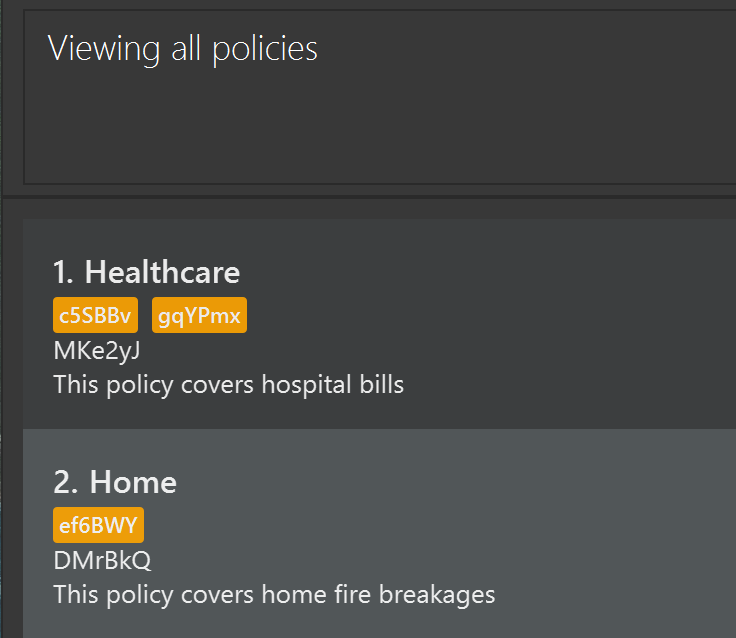 Viewing all policies
1. Healthcare
c5SBBv gqYPmx
MKe2yJ
This policy covers hospital bills
2. Home
ef6BWY
DMrBkQ
This policy covers home fire breakages